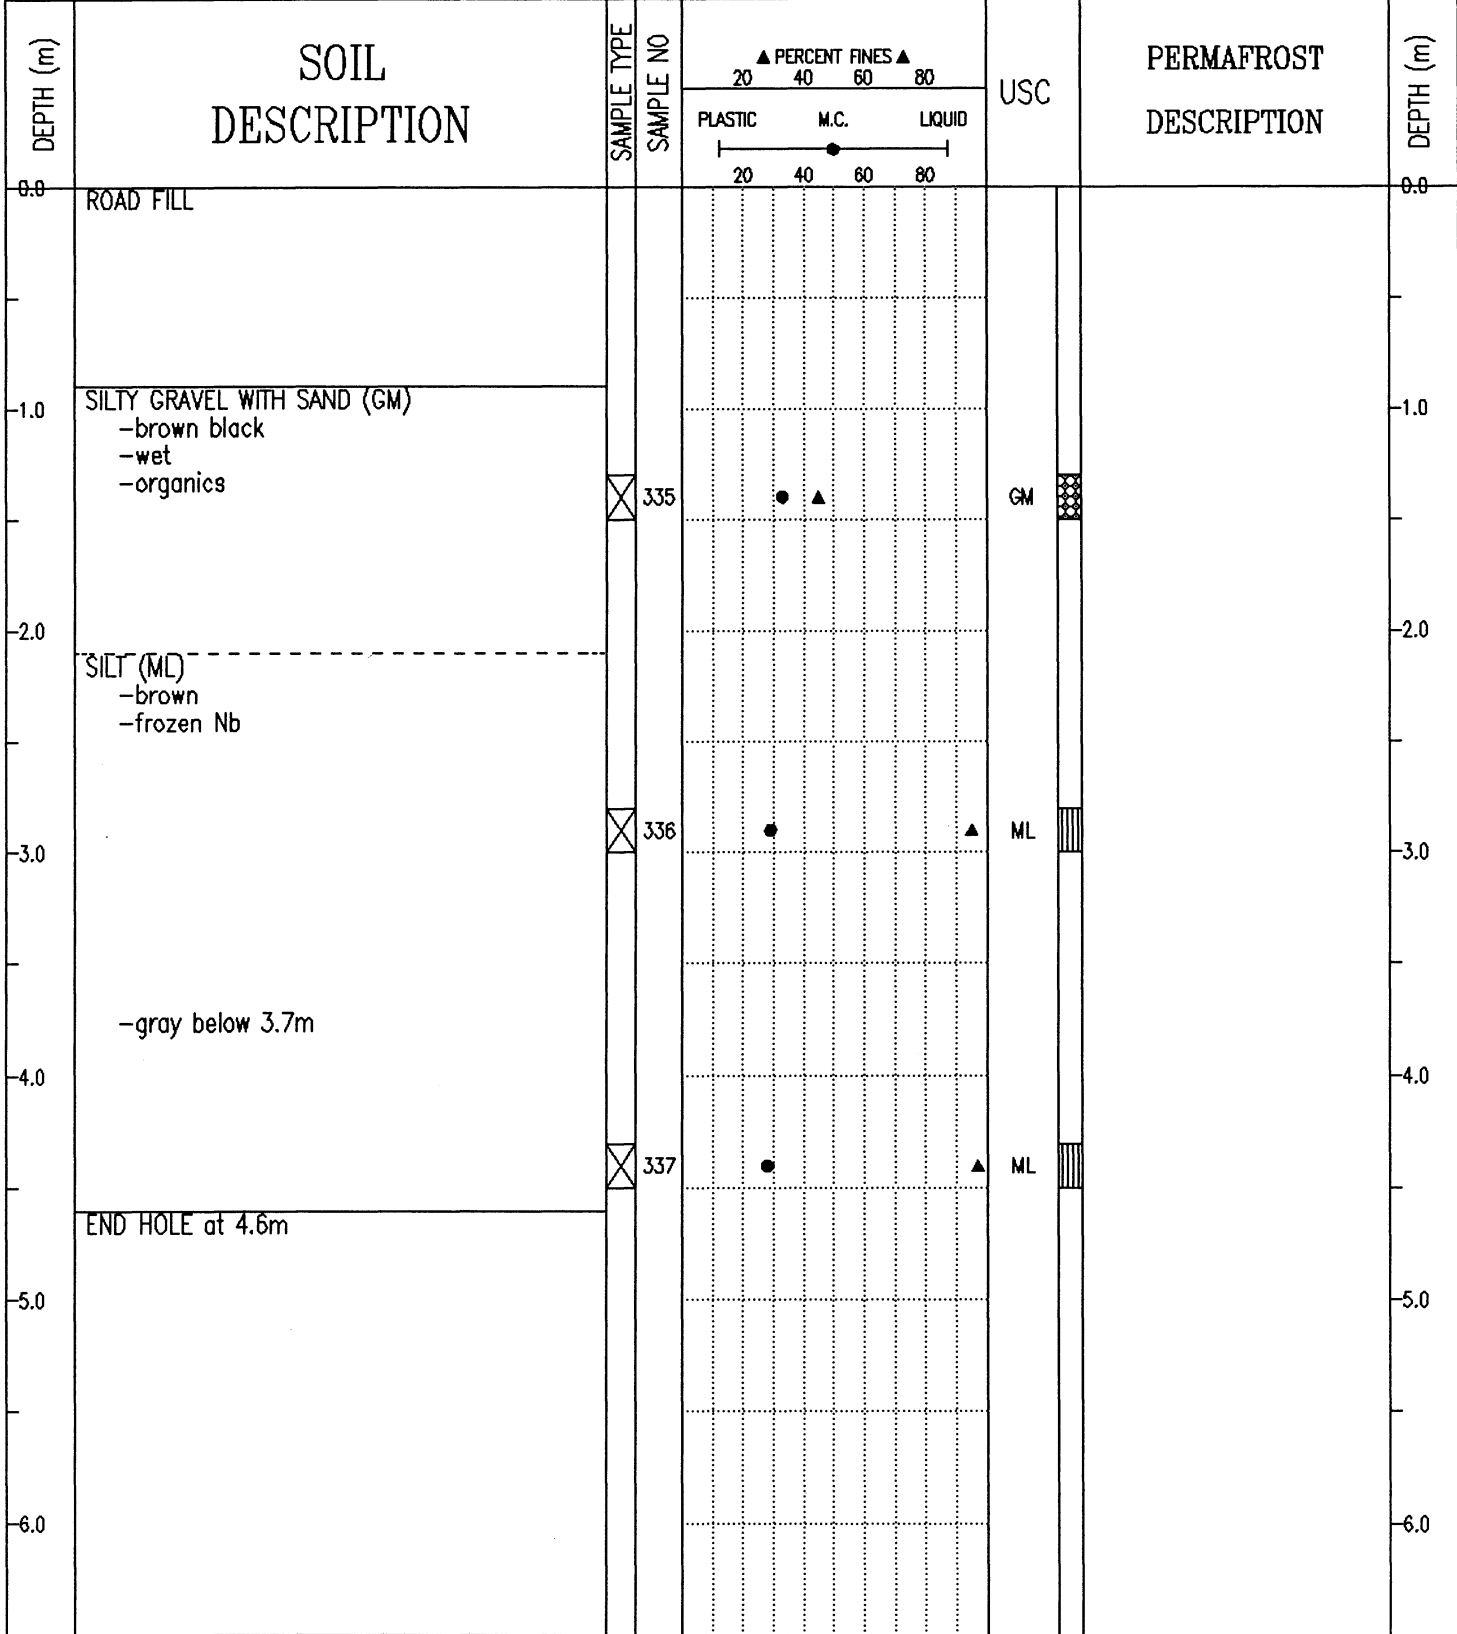 DEPTH (m)
SOIL
DESCRIPTION
SAMPLE TYPE
SAMPLE NO
▲ PERCENT FINES ▲
20 40 60 80
PLASTIC M.C. LIQUID
20 40 60 80
USC
PERMAFROST
DESCRIPTION
DEPTH (m)
0.0 0.0
ROAD FILL
SILTY GRAVEL WITH SAND (GM)
1.0 1.0
-brown black
-wet
-organics
335 GM
2.0 2.0
SILT (ML)
-brown
-frozen Nb
336 ML
3.0 3.0
-gray below 3.7m
4.0 4.0
337 ML
END HOLE at 4.6m
5.0 5.0
6.0 6.0